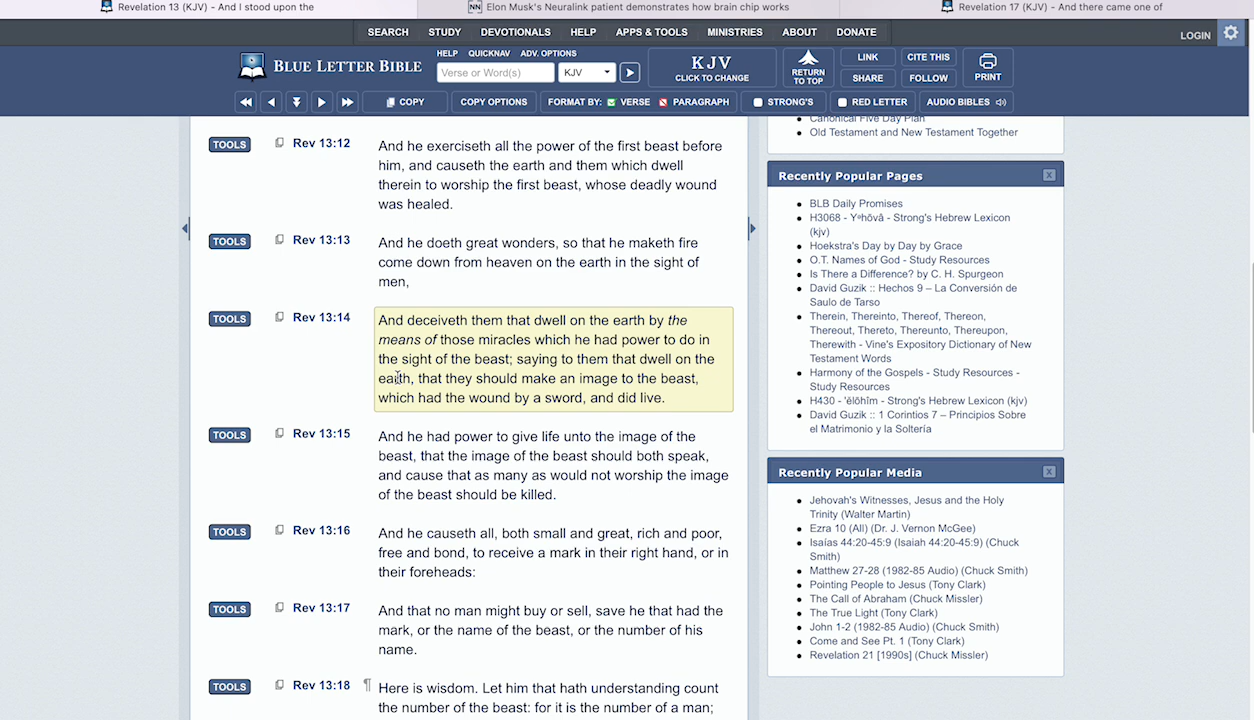 Revelation 13 (KJV) - And I stood upon the
Elon Musk's Neuralink patient demonstrates how brain chip works
Revelation 17 (KJV) - And there came one of
SEARCH STUDY DEVOTIONALS HELP APPS & TOOLS MINISTRIES ABOUT DONATE LOGIN
BLUE LETTER BIBLE
HELP QUICKNAV ADV. OPTIONS
Verse or Word(s) KJV
KJV
CLICK TO CHANGE
RETURN
TO TOP
LINK CITE THIS
SHARE FOLLOW
PRINT
COPY COPY OPTIONS FORMAT BY: VERSE PARAGRAPH STRONG'S RED LETTER AUDIO BIBLES
TOOLS Rev 13:12 And he exerciseth all the power of the first beast before
him, and causeth the earth and them which dwell
therein to worship the first beast, whose deadly wound
was healed.
TOOLS Rev 13:13 And he doeth great wonders, so that he maketh fire
come down from heaven on the earth in the sight of
men,
TOOLS Rev 13:14 And deceiveth them that dwell on the earth by the
means of those miracles which he had power to do in
the sight of the beast; saying to them that dwell on the
earth, that they should make an image to the beast,
which had the wound by a sword, and did live.
TOOLS Rev 13:15 And he had power to give life unto the image of the
beast, that the image of the beast should both speak,
and cause that as many as would not worship the image
of the beast should be killed.
TOOLS Rev 13:16 And he causeth all, both small and great, rich and poor,
free and bond, to receive a mark in their right hand, or in
their foreheads:
TOOLS Rev 13:17 And that no man might buy or sell, save he that had the
mark, or the name of the beast, or the number of his
name.
TOOLS Rev 13:18 ¶ Here is wisdom. Let him that hath understanding count
the number of the beast: for it is the number of a man;
Canonical Five Day Plan
Old Testament and New Testament Together
Recently Popular Pages X
BLB Daily Promises
H3068 - Yᵊhōvâ - Strong's Hebrew Lexicon
(kjv)
Hoekstra's Day by Day by Grace
O.T. Names of God - Study Resources
Is There a Difference? by C. H. Spurgeon
David Guzik :: Hechos 9 – La Conversión de
Saulo de Tarso
Therein, Thereinto, Thereof, Thereon,
Thereout, Thereto, Thereunto, Thereupon,
Therewith - Vine's Expository Dictionary of New
Testament Words
Harmony of the Gospels - Study Resources -
Study Resources
H430 - 'ĕlōhîm - Strong's Hebrew Lexicon (kjv)
David Guzik :: 1 Corintios 7 – Principios Sobre
el Matrimonio y la Soltería
Recently Popular Media X
Jehovah's Witnesses, Jesus and the Holy
Trinity (Walter Martin)
Ezra 10 (All) (Dr. J. Vernon McGee)
Isaías 44:20-45:9 (Isaiah 44:20-45:9) (Chuck
Smith)
Matthew 27-28 (1982-85 Audio) (Chuck Smith)
Pointing People to Jesus (Tony Clark)
The Call of Abraham (Chuck Missler)
The True Light (Tony Clark)
John 1-2 (1982-85 Audio) (Chuck Smith)
Come and See Pt. 1 (Tony Clark)
Revelation 21 [1990s] (Chuck Missler)